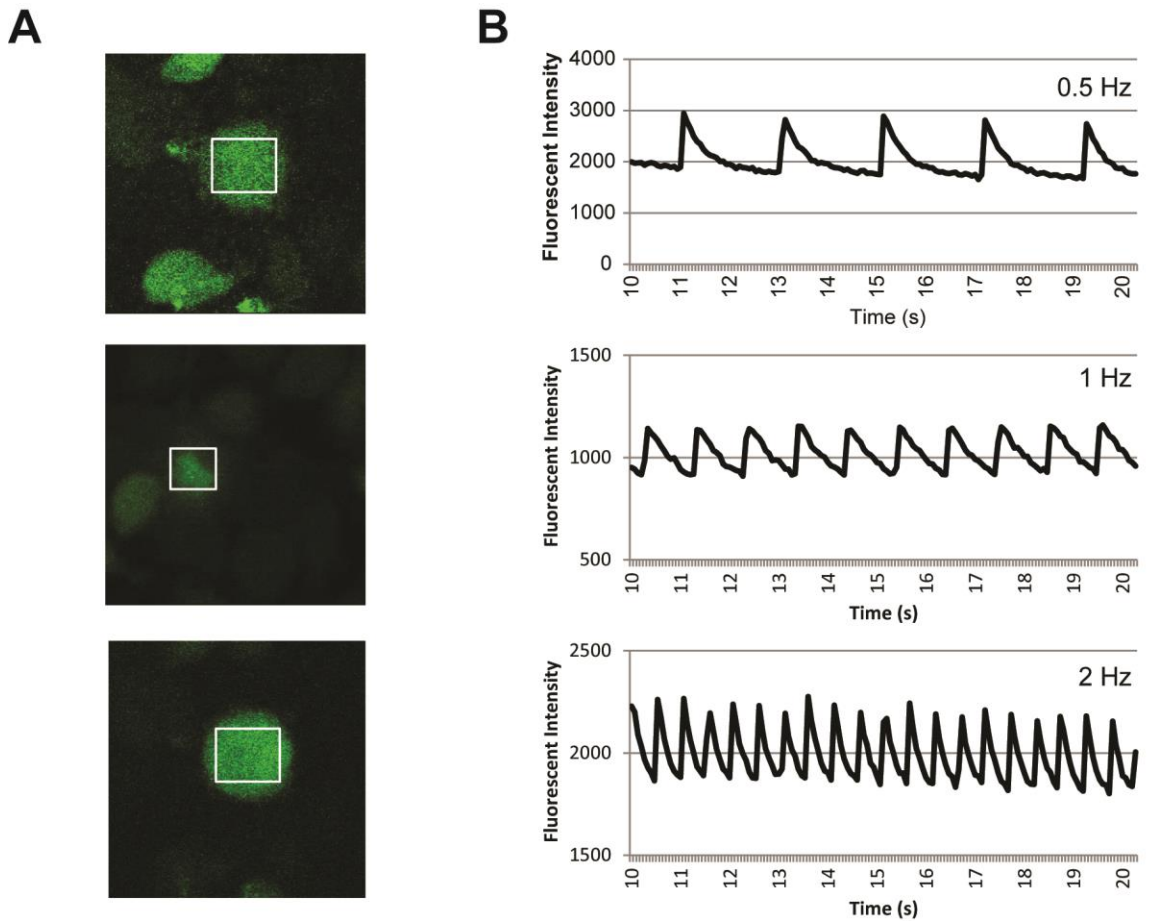 A
B
Fluorescent Intensity
4000
3000
2000
1000
0
0.5 Hz
10 11 12 13 14 15 16 17 18 19 20
Time (s)
Fluorescent Intensity
1500
1000
500
1 Hz
10 11 12 13 14 15 16 17 18 19 20
Time (s)
Fluorescent Intensity
2500
2000
1500
2 Hz
10 11 12 13 14 15 16 17 18 19 20
Time (s)